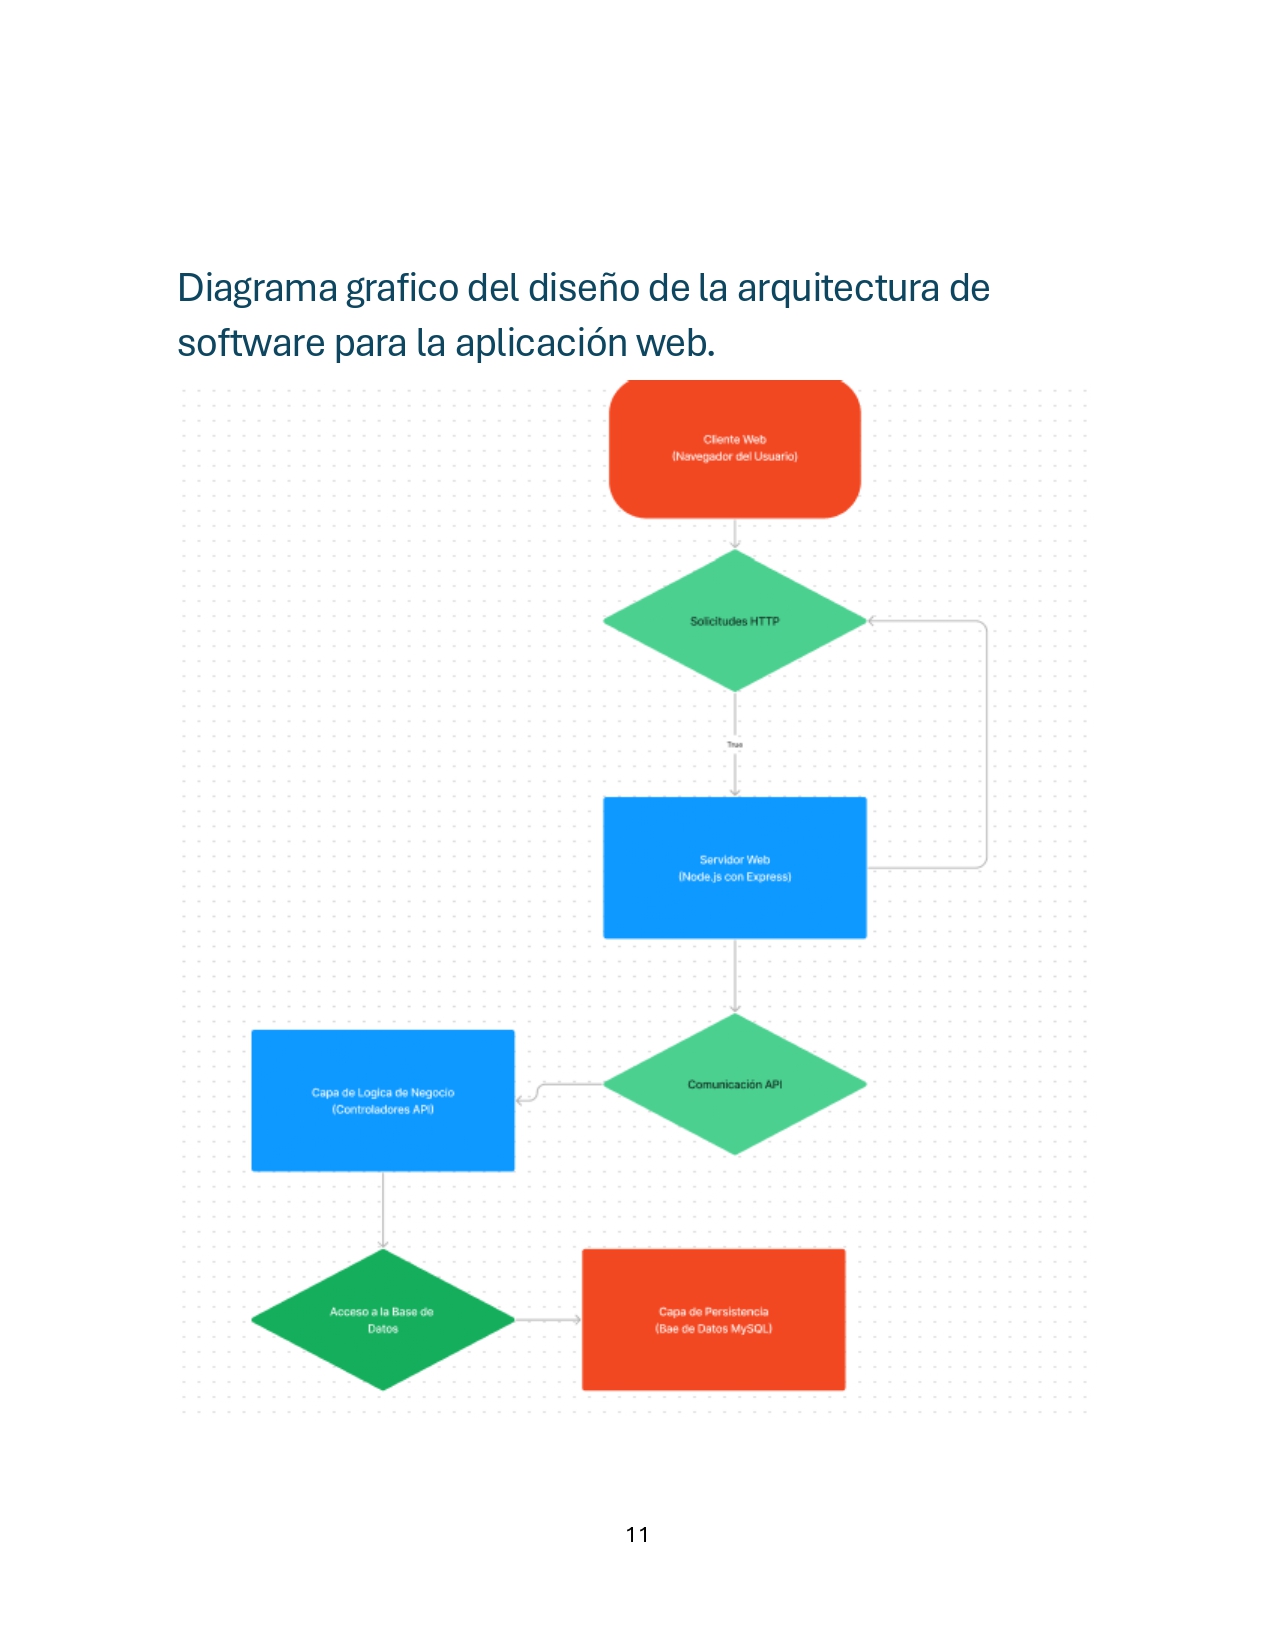 Diagrama grafico del diseño de la arquitectura de
software para la aplicación web.
Cliente Web
(Navegador del Usuario)
Solicitudes HTTP
True
Servidor Web
(Node.js con Express)
Comunicación API
Capa de Logica de Negocio
(Controladores API)
Acceso a la Base de
Datos
Capa de Persistencia
(Bae de Datos MySQL)
11